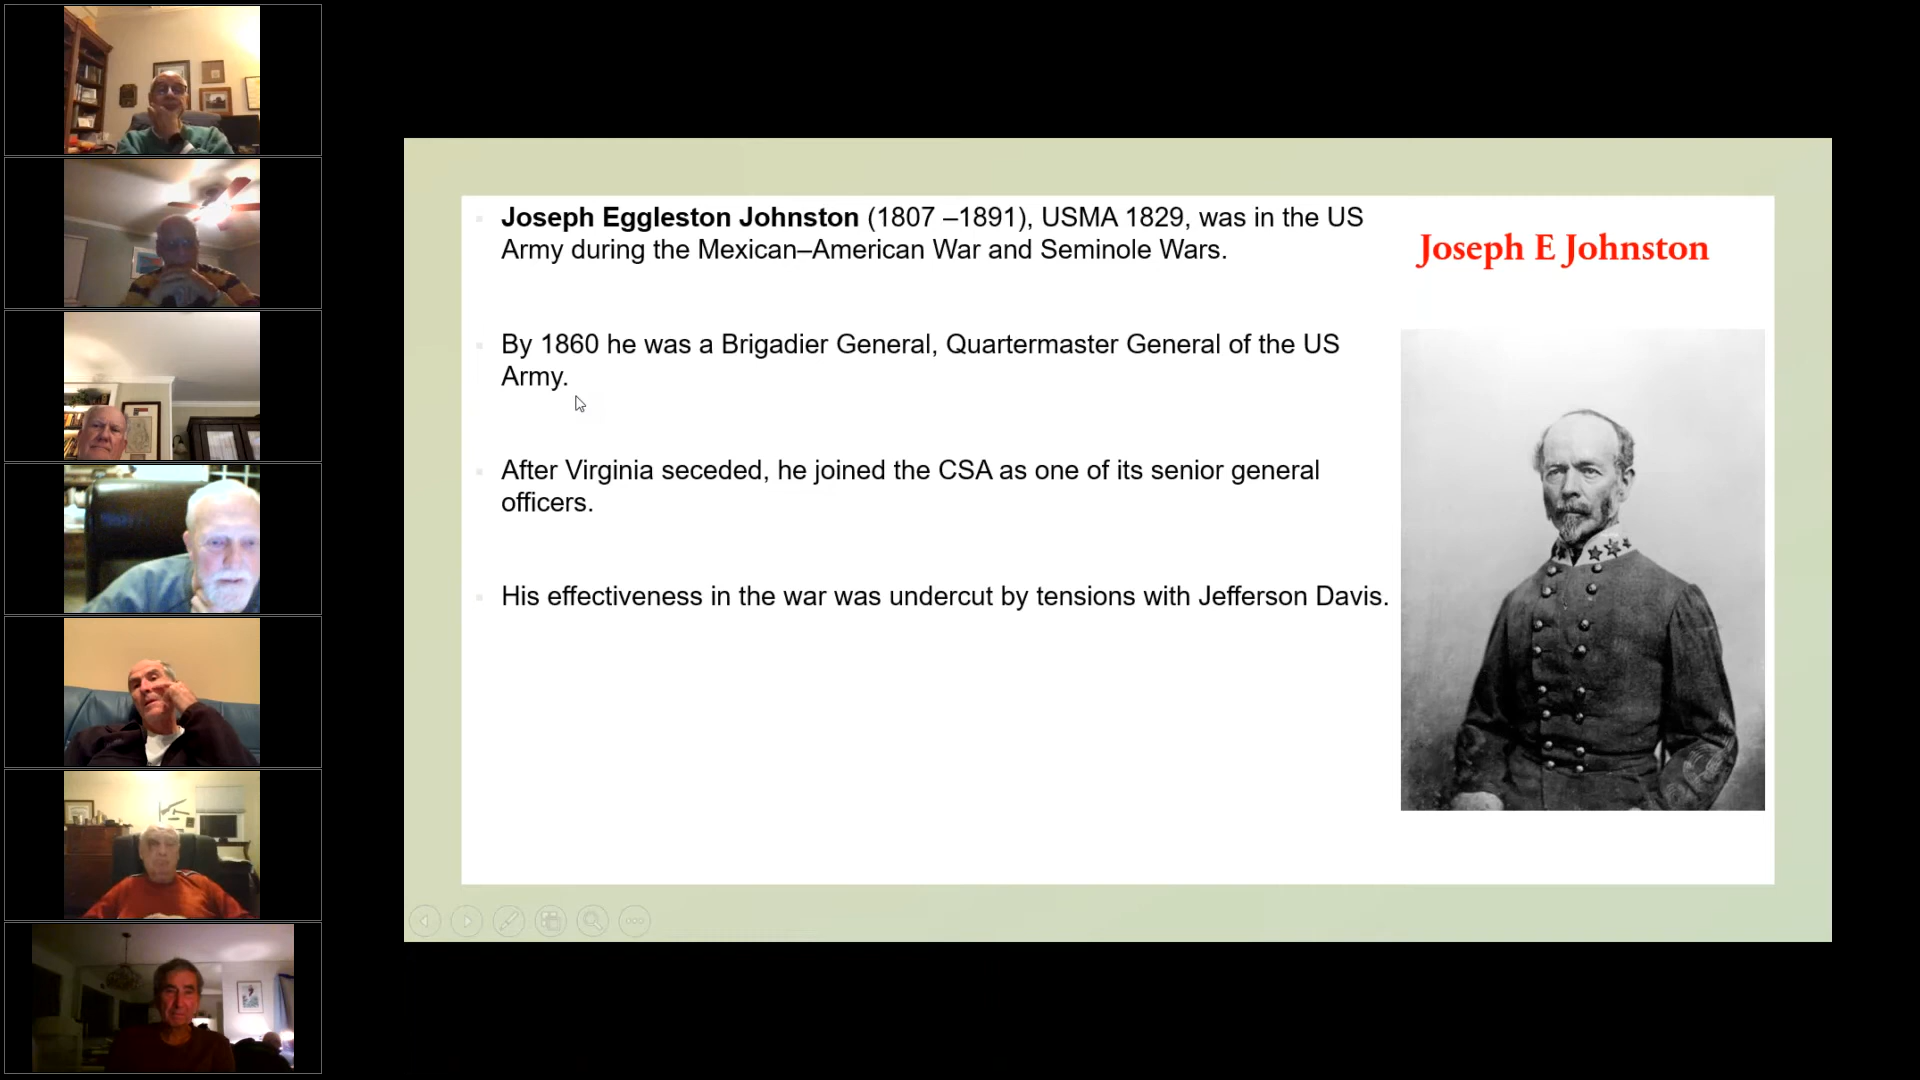 Joseph Eggleston Johnston (1807 –1891), USMA 1829, was in the US
Army during the Mexican–American War and Seminole Wars.
Joseph E Johnston
By 1860 he was a Brigadier General, Quartermaster General of the US
Army.
After Virginia seceded, he joined the CSA as one of its senior general
officers.
His effectiveness in the war was undercut by tensions with Jefferson Davis.